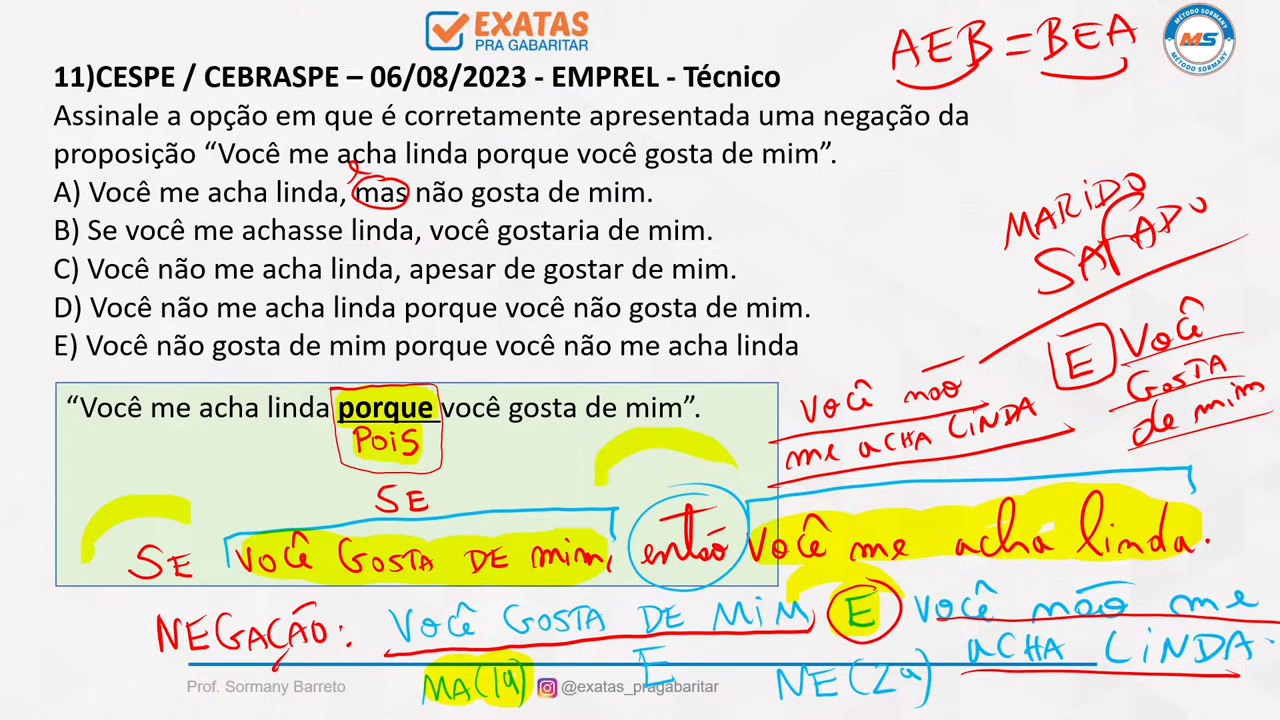 EXATAS
PRA GABARITAR
AEB = BEA
MÉTODO SORMANY
MS
MÉTODO SORMANY
11)CESPE / CEBRASPE – 06/08/2023 - EMPREL - Técnico
Assinale a opção em que é corretamente apresentada uma negação da
proposição “Você me acha linda porque você gosta de mim”.
A) Você me acha linda, mas não gosta de mim.
e
B) Se você me achasse linda, você gostaria de mim.
C) Você não me acha linda, apesar de gostar de mim.
D) Você não me acha linda porque você não gosta de mim.
E) Você não gosta de mim porque você não me acha linda
MARIDO
SAFADO
“Você me acha linda porque você gosta de mim”.
POIS
Você não
me ACHA LINDA
E Você
GOSTA
de mim
SE
SE Você GOSTA DE mim, então Você me acha linda.
NEGAÇÃO: Você GOSTA DE MIM E Você não me
ACHA LINDA.
MA(1ª) E NE(2ª)
Prof. Sormany Barreto
@exatas_pragabaritar